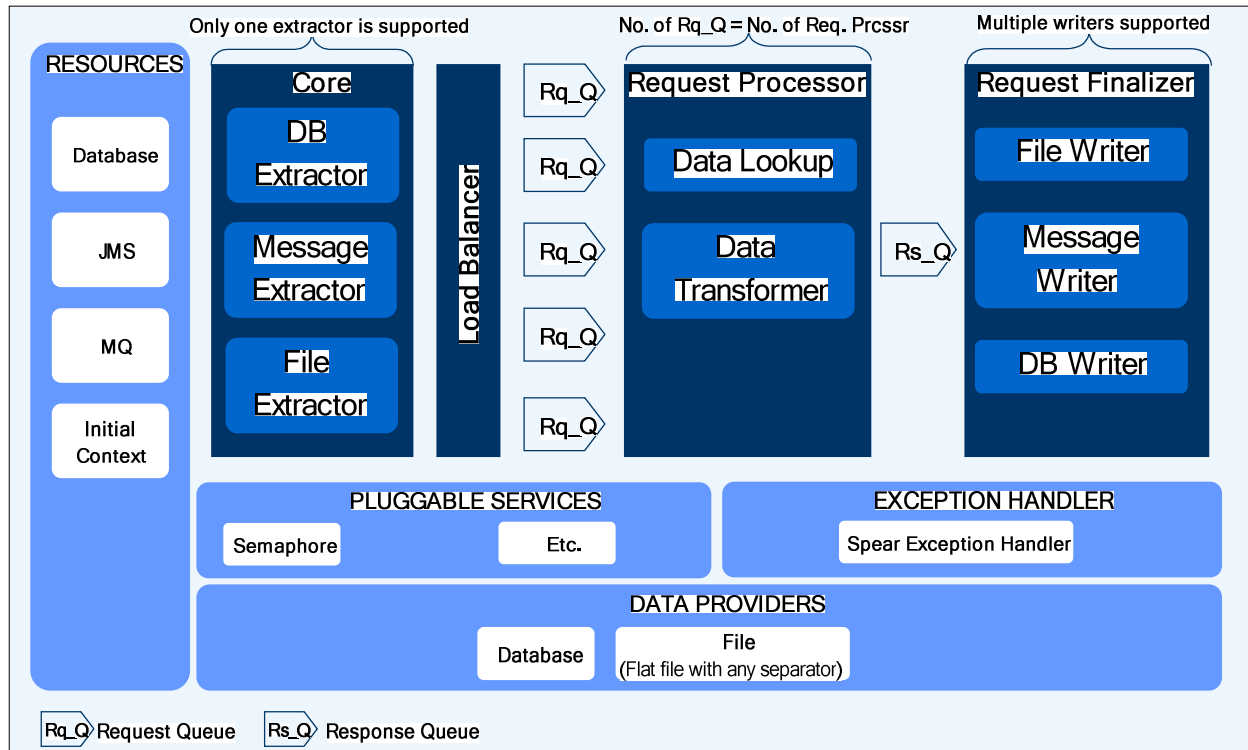 Only one extractor is supported
No. of Rq_Q = No. of Req. Prcssr
Multiple writers supported
RESOURCES
Database
JMS
MQ
Initial
Context
Core
DB
Extractor
Message
Extractor
File
Extractor
Load Balancer
Rq_Q
Rq_Q
Rq_Q
Rq_Q
Rq_Q
Request Processor
Data Lookup
Data
Transformer
Rs_Q
Request Finalizer
File Writer
Message
Writer
DB Writer
PLUGGABLE SERVICES
Semaphore
Etc.
EXCEPTION HANDLER
Spear Exception Handler
DATA PROVIDERS
Database
File
(Flat file with any separator)
Rq_Q Request Queue
Rs_Q Response Queue